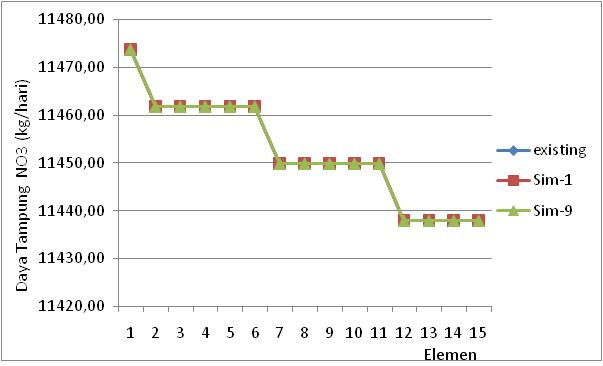 11480,00
11470,00
11460,00
11450,00
11440,00
11430,00
11420,00
Daya Tampung NO3 (kg/hari)
1 2 3 4 5 6 7 8 9 10 11 12 13 14 15
Elemen
existing
Sim-1
Sim-9